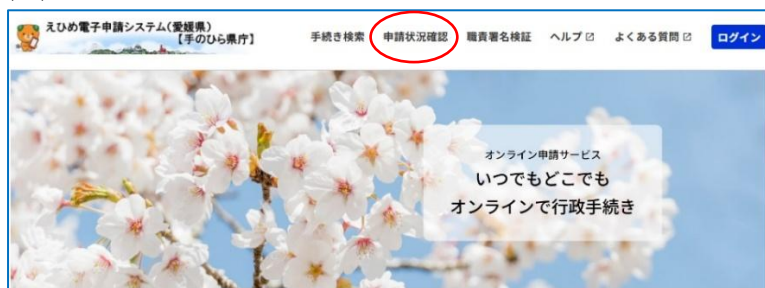 えひめ電子申請システム(愛媛県)
【手のひら県庁】
手続き検索 申請状況確認 職責署名検証 ヘルプ よくある質問 ログイン
オンライン申請サービス
いつでもどこでも
オンラインで行政手続き